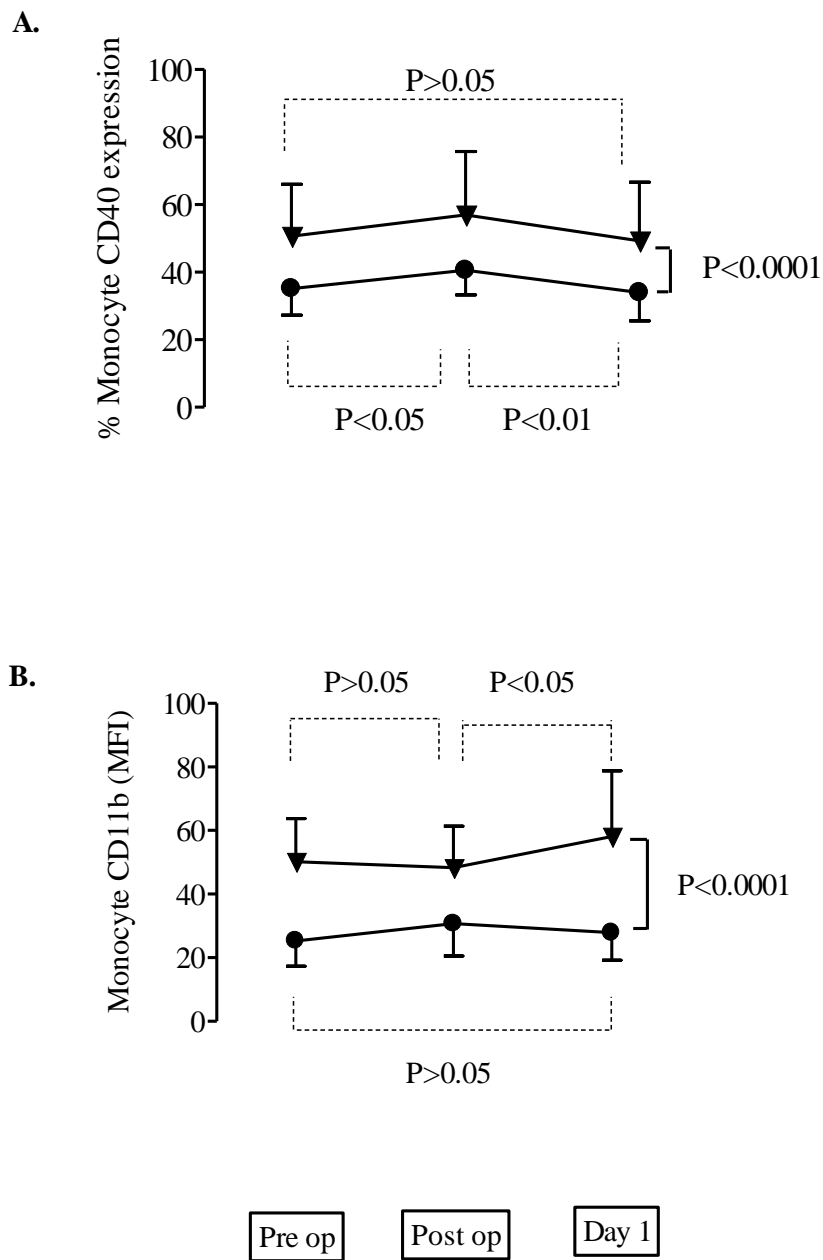 A.
% Monocyte CD40 expression
100
80
60
40
20
0
P>0.05
P<0.0001
P<0.05
P<0.01
B.
Monocyte CD11b (MFI)
100
80
60
40
20
0
P>0.05
P<0.05
P<0.0001
P>0.05
Pre op
Post op
Day 1